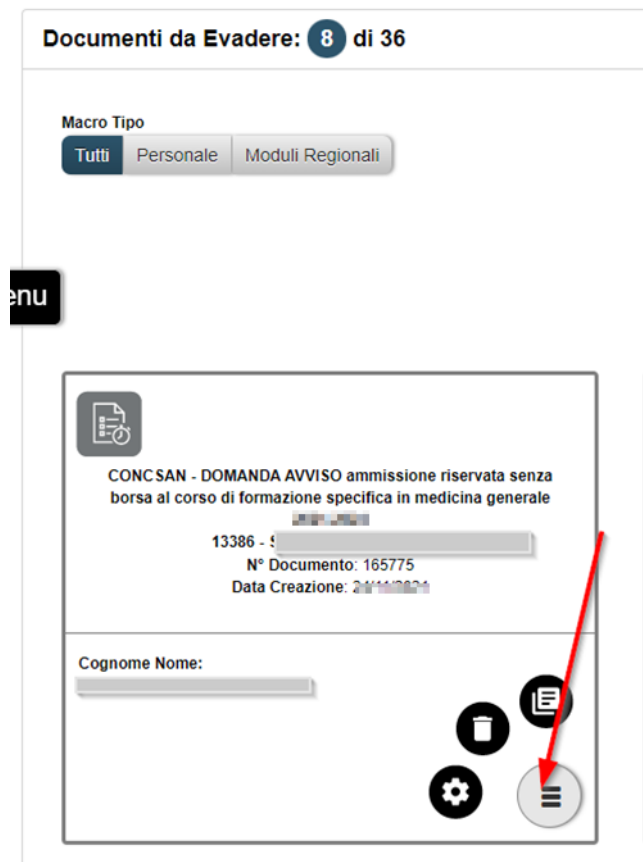 Documenti da Evadere: 8 di 36
Macro Tipo
Tutti Personale Moduli Regionali
enu
CONCSAN - DOMANDA AVVISO ammissione riservata senza
borsa al corso di formazione specifica in medicina generale
13386 -
N° Documento: 165775
Data Creazione:
Cognome Nome: